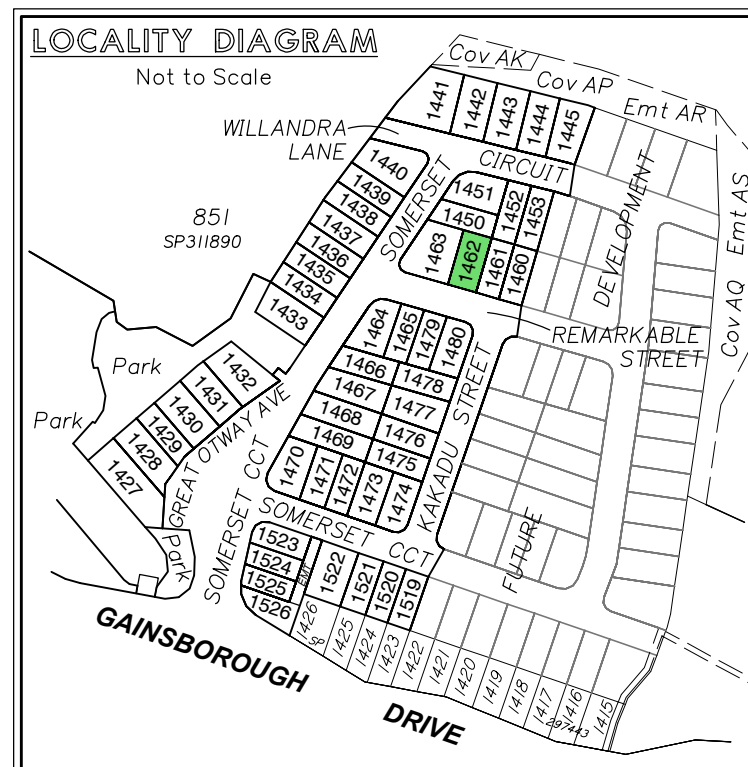 LOCALITY DIAGRAM
Not to Scale
Cov AK
Cov AP
Emt AR
Emt AS
Cov AQ
WILLANDRA
LANE
851
SP311890
1441
1442
1443
1444
1445
SOMERSET
CIRCUIT
1440
1439
1438
1437
1436
1435
1434
1433
1451
1450
1452
1453
1463
1462
1461
1460
DEVELOPMENT
REMARKABLE
STREET
Park
Park
1432
1431
1430
1429
1428
1427
GREAT OTWAY AVE
Park
1464
1465
1479
1480
1466
1478
1467
1477
1468
1476
1469
1475
1470
1471
1472
1473
1474
KAKADU STREET
SOMERSET CCT
SOMERSET CCT
FUTURE
1523
1524
1525
1526
EMT
1522
1521
1520
1519
1426
SP
1425
1424
1423
1422
1421
1420
1419
1418
1417
1416
1415
297443
GAINSBOROUGH
DRIVE